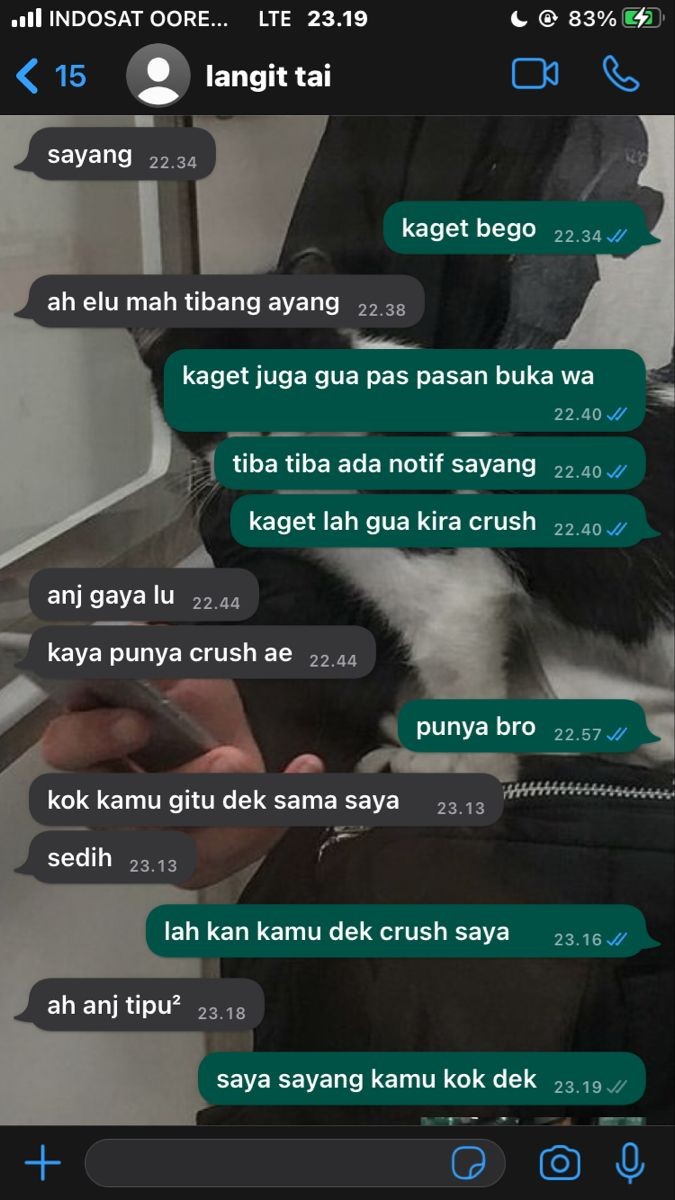 INDOSAT OORE... LTE 23.19 83%
15 langit tai
sayang 22.34
kaget bego 22.34
ah elu mah tibang ayang 22.38
kaget juga gua pas pasan buka wa
22.40
tiba tiba ada notif sayang 22.40
kaget lah gua kira crush 22.40
anj gaya lu 22.44
kaya punya crush ae 22.44
punya bro 22.57
kok kamu gitu dek sama saya 23.13
sedih 23.13
lah kan kamu dek crush saya 23.16
ah anj tipu² 23.18
saya sayang kamu kok dek 23.19